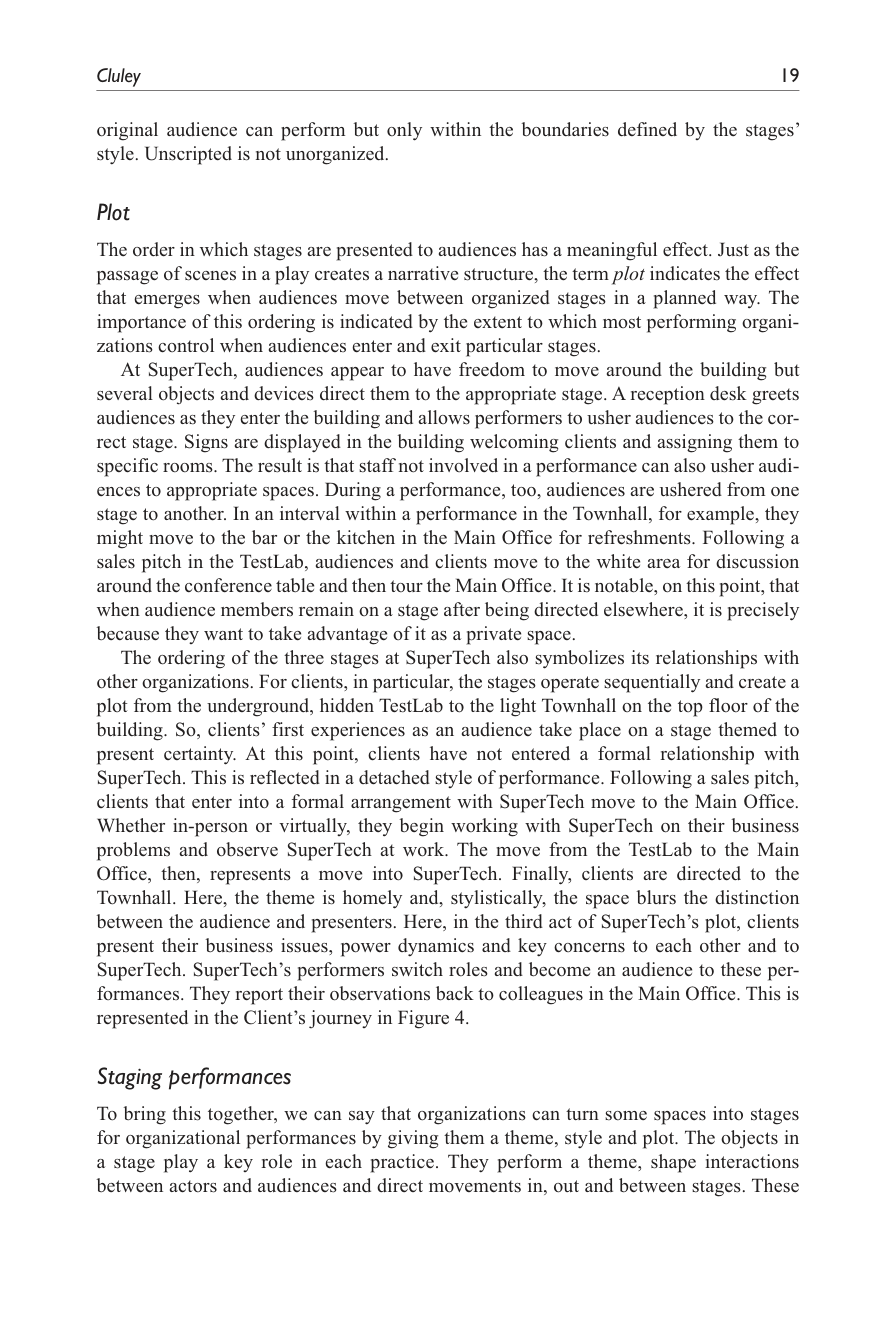 Cluley 19
original audience can perform but only within the boundaries defined by the stages’
style. Unscripted is not unorganized.
Plot
The order in which stages are presented to audiences has a meaningful effect. Just as the
passage of scenes in a play creates a narrative structure, the term plot indicates the effect
that emerges when audiences move between organized stages in a planned way. The
importance of this ordering is indicated by the extent to which most performing organi-
zations control when audiences enter and exit particular stages.
At SuperTech, audiences appear to have freedom to move around the building but
several objects and devices direct them to the appropriate stage. A reception desk greets
audiences as they enter the building and allows performers to usher audiences to the cor-
rect stage. Signs are displayed in the building welcoming clients and assigning them to
specific rooms. The result is that staff not involved in a performance can also usher audi-
ences to appropriate spaces. During a performance, too, audiences are ushered from one
stage to another. In an interval within a performance in the Townhall, for example, they
might move to the bar or the kitchen in the Main Office for refreshments. Following a
sales pitch in the TestLab, audiences and clients move to the white area for discussion
around the conference table and then tour the Main Office. It is notable, on this point, that
when audience members remain on a stage after being directed elsewhere, it is precisely
because they want to take advantage of it as a private space.
The ordering of the three stages at SuperTech also symbolizes its relationships with
other organizations. For clients, in particular, the stages operate sequentially and create a
plot from the underground, hidden TestLab to the light Townhall on the top floor of the
building. So, clients’ first experiences as an audience take place on a stage themed to
present certainty. At this point, clients have not entered a formal relationship with
SuperTech. This is reflected in a detached style of performance. Following a sales pitch,
clients that enter into a formal arrangement with SuperTech move to the Main Office.
Whether in-person or virtually, they begin working with SuperTech on their business
problems and observe SuperTech at work. The move from the TestLab to the Main
Office, then, represents a move into SuperTech. Finally, clients are directed to the
Townhall. Here, the theme is homely and, stylistically, the space blurs the distinction
between the audience and presenters. Here, in the third act of SuperTech’s plot, clients
present their business issues, power dynamics and key concerns to each other and to
SuperTech. SuperTech’s performers switch roles and become an audience to these per-
formances. They report their observations back to colleagues in the Main Office. This is
represented in the Client’s journey in Figure 4.
Staging performances
To bring this together, we can say that organizations can turn some spaces into stages
for organizational performances by giving them a theme, style and plot. The objects in
a stage play a key role in each practice. They perform a theme, shape interactions
between actors and audiences and direct movements in, out and between stages. These